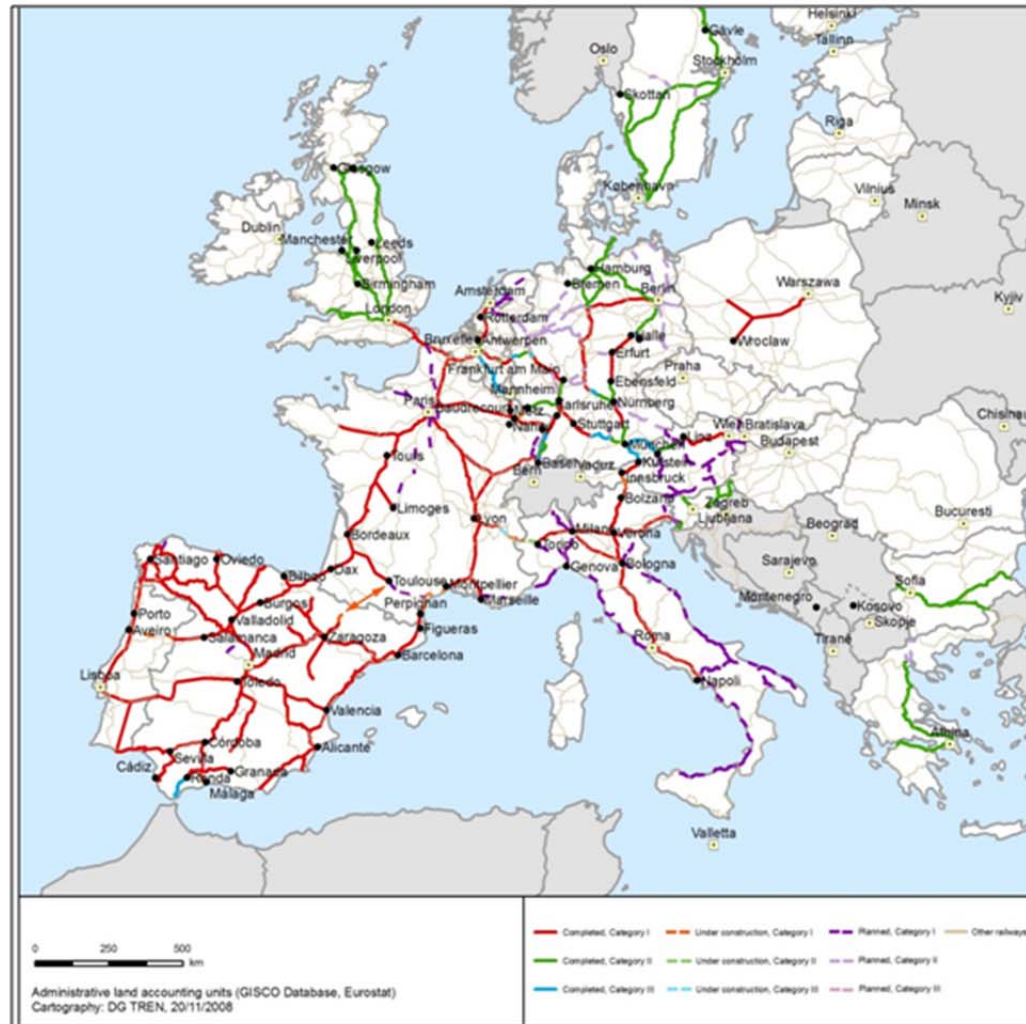 Helsinki
Gävle
Tallinn
Oslo
Stockholm
Skottan
Riga
Glasgow
København
Vilnius
Minsk
Dublin
Manchester
Leeds
Liverpool
Hamburg
Birmingham
Bremen
Amsterdam
Berlin
Warszawa
Kyjiv
London
Rotterdam
Bruxelles
Antwerpen
Halle
Wroclaw
Erfurt
Frankfurt am Main
Praha
Mannheim
Ebensfeld
Paris
Baudrecourt
Metz
Karlsruhe
Nürnberg
Nancy
Stuttgart
Chisinau
Linz
Wien
Bratislava
München
Budapest
Tours
Basel
Vaduz
Kufstein
Bern
Innsbruck
Bolzano
Limoges
Zagreb
Lyon
Ljubljana
Bucuresti
Bordeaux
Milano
Verona
Beograd
Torino
Santiago
Oviedo
Genova
Bologna
Sarajevo
Bilbao
Dax
Toulouse
Montpellier
Sofia
Burgos
Perpignan
Marseille
Montenegro
Kosovo
Porto
Valladolid
Skopje
Aveiro
Salamanca
Zaragoza
Figueras
Roma
Tiranë
Madrid
Barcelona
Lisboa
Toledo
Napoli
Valencia
Athina
Córdoba
Alicante
Sevilla
Cádiz
Granada
Ronda
Málaga
Valletta
0 250 500
km
Administrative land accounting units (GISCO Database, Eurostat)
Cartography: DG TREN, 20/11/2008
Completed, Category I
Under construction, Category I
Planned, Category I
Other railways
Completed, Category II
Under construction, Category II
Planned, Category II
Completed, Category III
Under construction, Category III
Planned, Category III